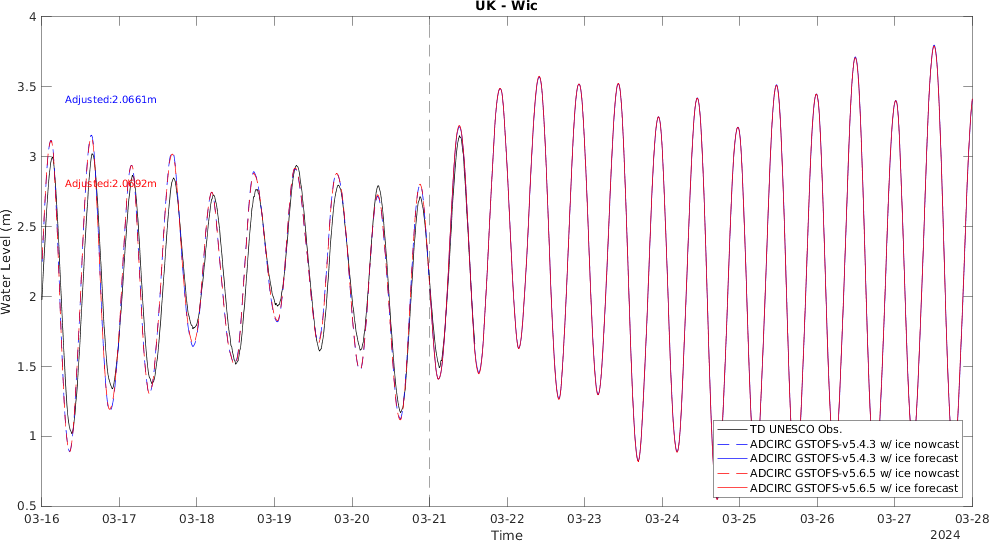 UK - Wic
4
3.5
3
2.5
2
1.5
1
0.5
Water Level (m)
Adjusted:2.0661m
Adjusted:2.0692m
TD UNESCO Obs.
ADCIRC GSTOFS-v5.4.3 w/ ice nowcast
ADCIRC GSTOFS-v5.4.3 w/ ice forecast
ADCIRC GSTOFS-v5.6.5 w/ ice nowcast
ADCIRC GSTOFS-v5.6.5 w/ ice forecast
03-16 03-17 03-18 03-19 03-20 03-21 03-22 03-23 03-24 03-25 03-26 03-27 03-28
Time
2024